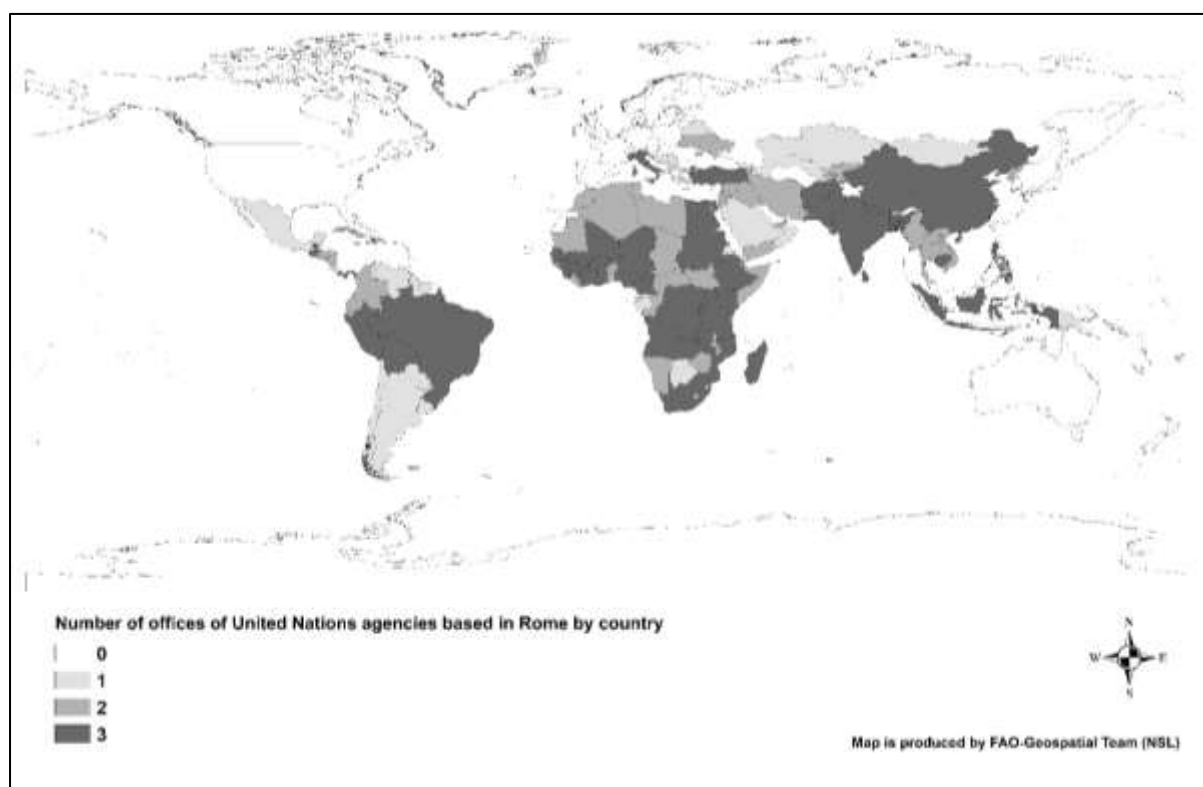 Number of offices of United Nations agencies based in Rome by country
0
1
2
3
N
W E
S
Map is produced by FAO-Geospatial Team (NSL)